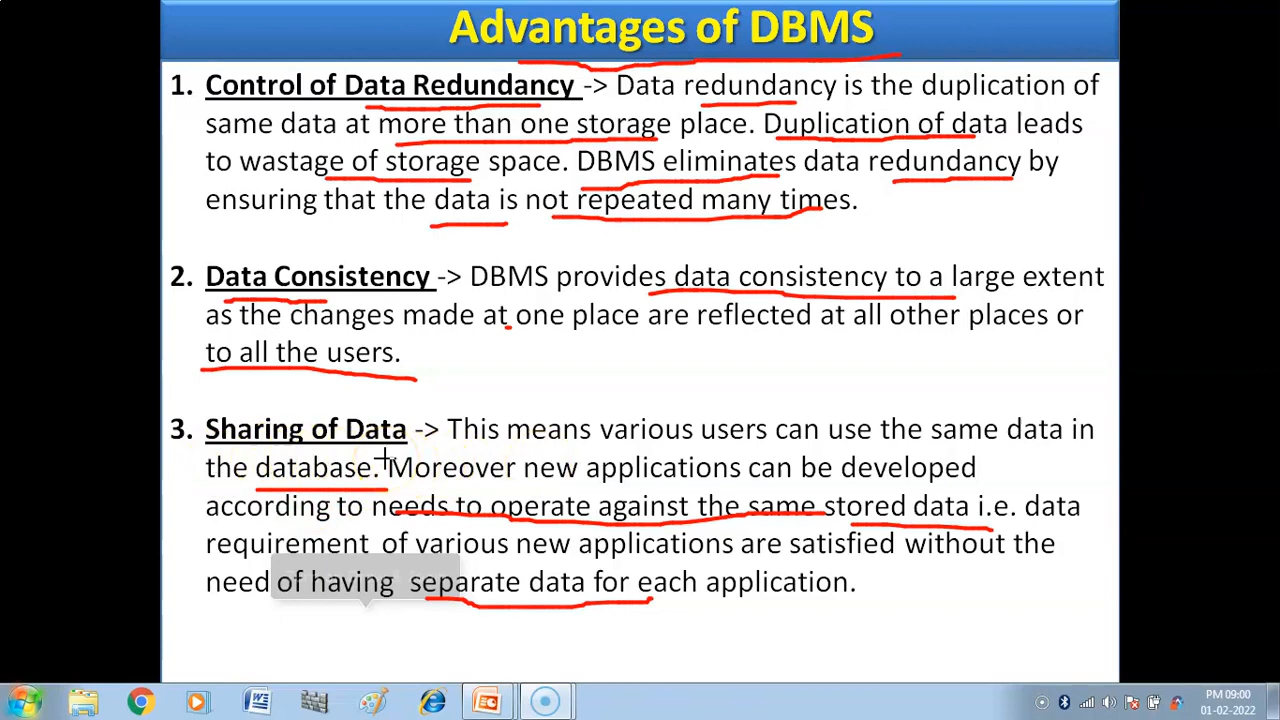 Advantages of DBMS
1. Control of Data Redundancy -> Data redundancy is the duplication of
same data at more than one storage place. Duplication of data leads
to wastage of storage space. DBMS eliminates data redundancy by
ensuring that the data is not repeated many times.
2. Data Consistency -> DBMS provides data consistency to a large extent
as the changes made at one place are reflected at all other places or
to all the users.
3. Sharing of Data -> This means various users can use the same data in
the database. Moreover new applications can be developed
according to needs to operate against the same stored data i.e. data
requirement of various new applications are satisfied without the
need of having separate data for each application.
PM 09:00
01-02-2022